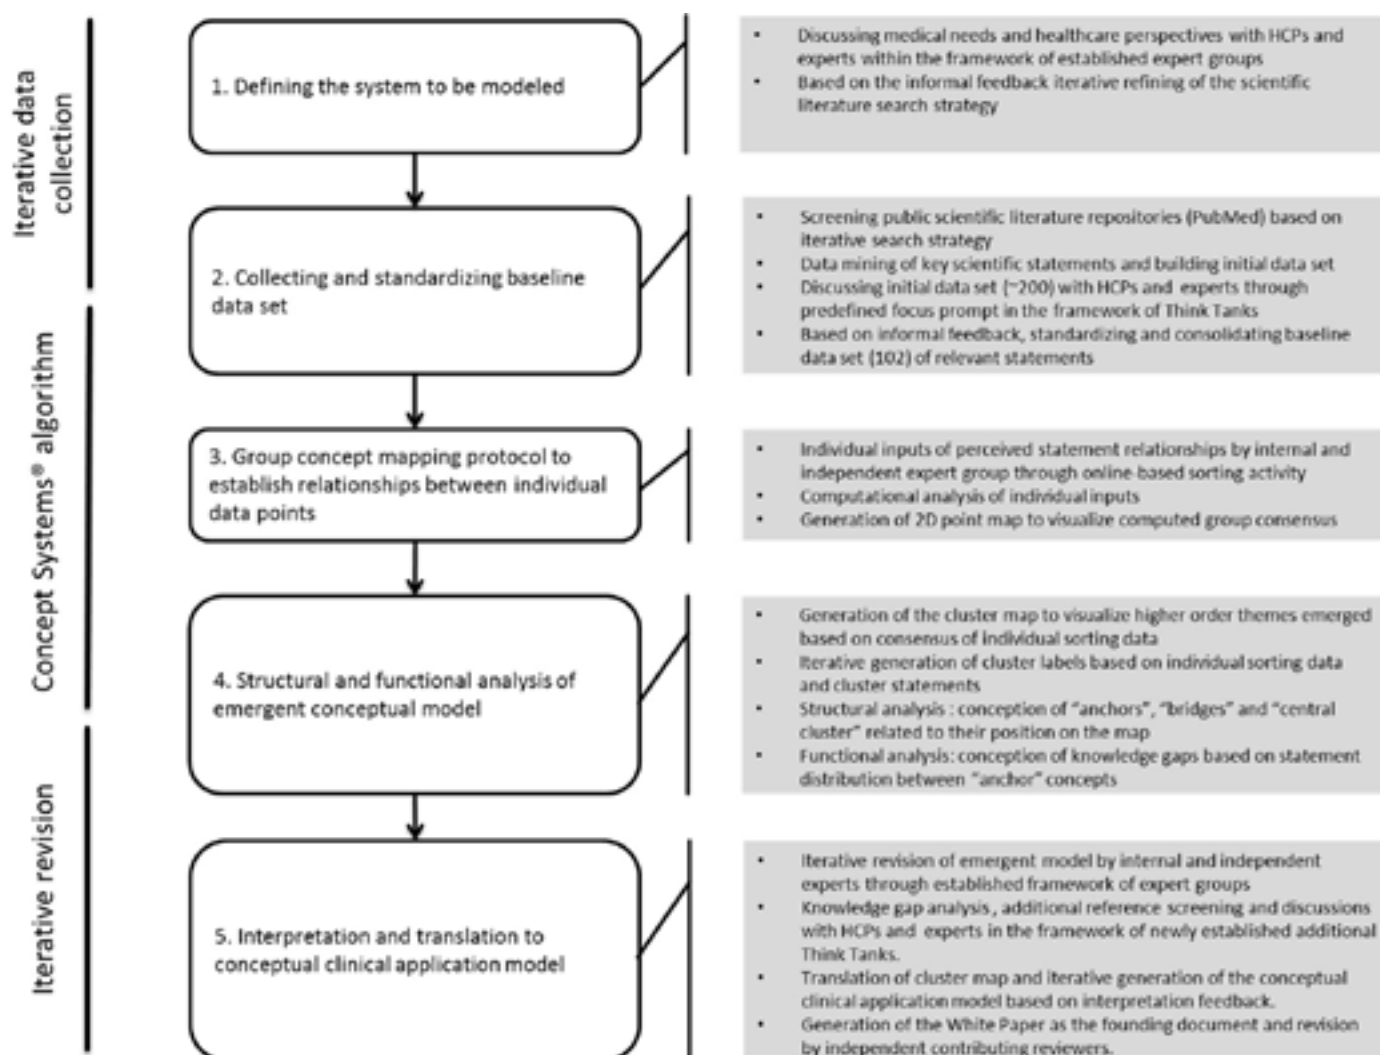 Iterative data
collection
1. Defining the system to be modeled
• Discussing medical needs and healthcare perspectives with HCPs and
experts within the framework of established expert groups
• Based on the informal feedback iterative refining of the scientific
literature search strategy
2. Collecting and standardizing baseline
data set
• Screening public scientific literature repositories (PubMed) based on
iterative search strategy
• Data mining of key scientific statements and building initial data set
• Discussing initial data set (~200) with HCPs and experts through
predefined focus prompt in the framework of Think Tanks
• Based on informal feedback, standardizing and consolidating baseline
data set (102) of relevant statements
Concept Systems® algorithm
3. Group concept mapping protocol to
establish relationships between individual
data points
• Individual inputs of perceived statement relationships by internal and
independent expert group through online-based sorting activity
• Computational analysis of individual inputs
• Generation of 2D point map to visualize computed group consensus
4. Structural and functional analysis of
emergent conceptual model
• Generation of the cluster map to visualize higher order themes emerged
based on consensus of individual sorting data
• Iterative generation of cluster labels based on individual sorting data
and cluster statements
• Structural analysis : conception of “anchors”, “bridges” and “central
cluster” related to their position on the map
• Functional analysis: conception of knowledge gaps based on statement
distribution between “anchor” concepts
Iterative revision
5. Interpretation and translation to
conceptual clinical application model
• Iterative revision of emergent model by internal and independent
experts through established framework of expert groups
• Knowledge gap analysis , additional reference screening and discussions
with HCPs and experts in the framework of newly established additional
Think Tanks.
• Translation of cluster map and iterative generation of the conceptual
clinical application model based on interpretation feedback.
• Generation of the White Paper as the founding document and revision
by independent contributing reviewers.